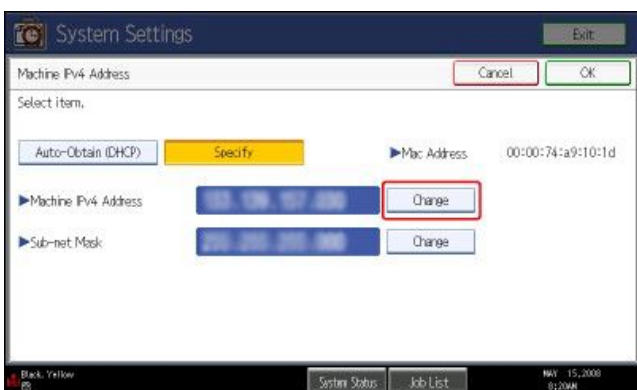 System Settings
Exit
Machine IPv4 Address
Cancel
OK
Select item.
Auto-Obtain (DHCP)
Specify
▶Mac Address
00:00:74:a9:10:1d
▶Machine IPv4 Address
Change
▶Sub-net Mask
Change
Black, Yellow
System Status
Job List
MAY 15,2008
8:20AM